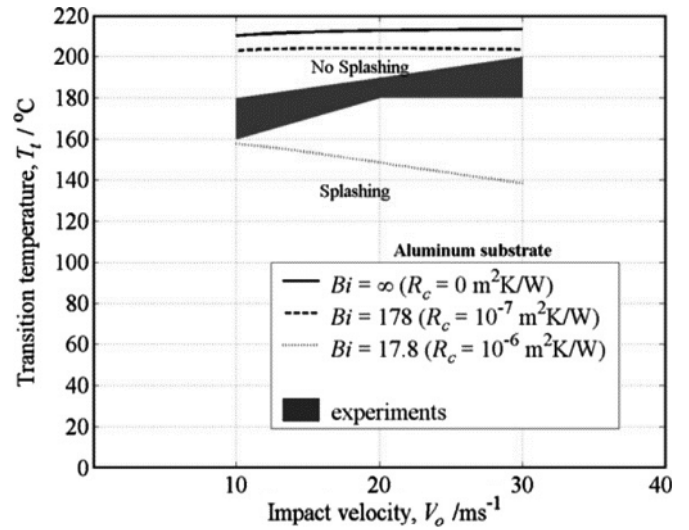 220
200
180
160
140
120
100
80
60
40
20
0
Transition temperature, T_t / °C
No Splashing
Splashing
Aluminum substrate
Bi = ∞ (R_c = 0 m²K/W)
Bi = 178 (R_c = 10⁻⁷ m²K/W)
Bi = 17.8 (R_c = 10⁻⁶ m²K/W)
experiments
0 10 20 30 40
Impact velocity, V_o /ms⁻¹